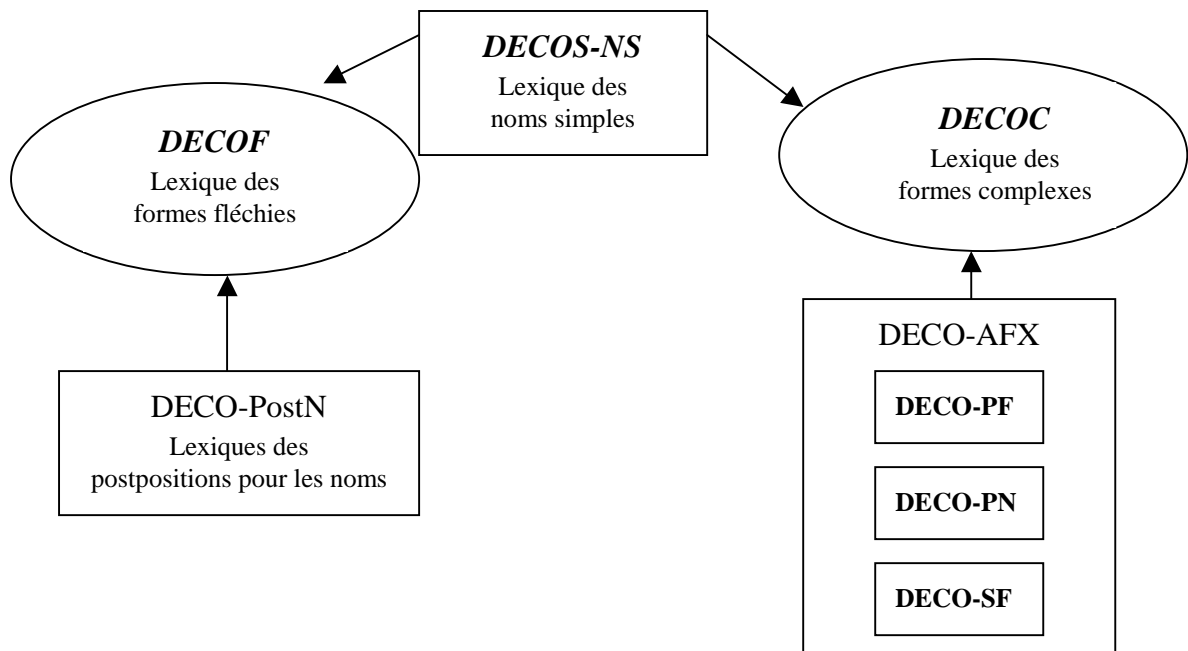 DECOS-NS
Lexique des
noms simples
DECOF
Lexique des
formes fléchies
DECOC
Lexique des
formes complexes
DECO-PostN
Lexiques des
postpositions pour les noms
DECO-AFX
DECO-PF
DECO-PN
DECO-SF